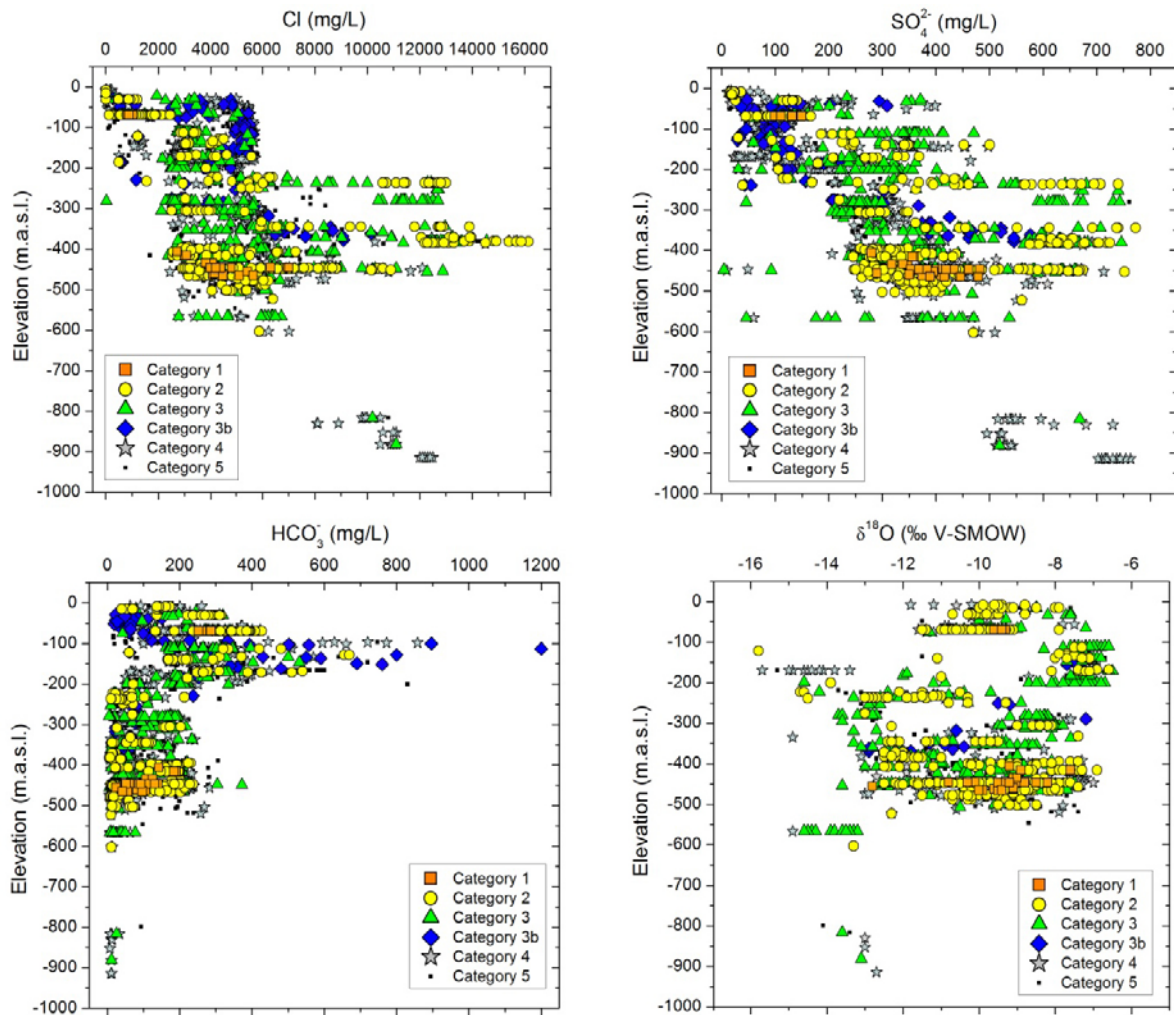 Cl (mg/L)
0 2000 4000 6000 8000 10000 12000 14000 16000
0
-100
-200
-300
-400
-500
-600
-700
-800
-900
-1000
Elevation (m.a.s.l.)
Category 1
Category 2
Category 3
Category 3b
Category 4
Category 5
SO₄²⁻ (mg/L)
0 100 200 300 400 500 600 700 800
0
-100
-200
-300
-400
-500
-600
-700
-800
-900
-1000
Elevation (m.a.s.l.)
Category 1
Category 2
Category 3
Category 3b
Category 4
Category 5
HCO₃⁻ (mg/L)
0 200 400 600 800 1000 1200
0
-100
-200
-300
-400
-500
-600
-700
-800
-900
-1000
Elevation (m.a.s.l.)
Category 1
Category 2
Category 3
Category 3b
Category 4
Category 5
δ¹⁸O (‰ V-SMOW)
-16 -14 -12 -10 -8 -6
0
-100
-200
-300
-400
-500
-600
-700
-800
-900
-1000
Elevation (m.a.s.l.)
Category 1
Category 2
Category 3
Category 3b
Category 4
Category 5